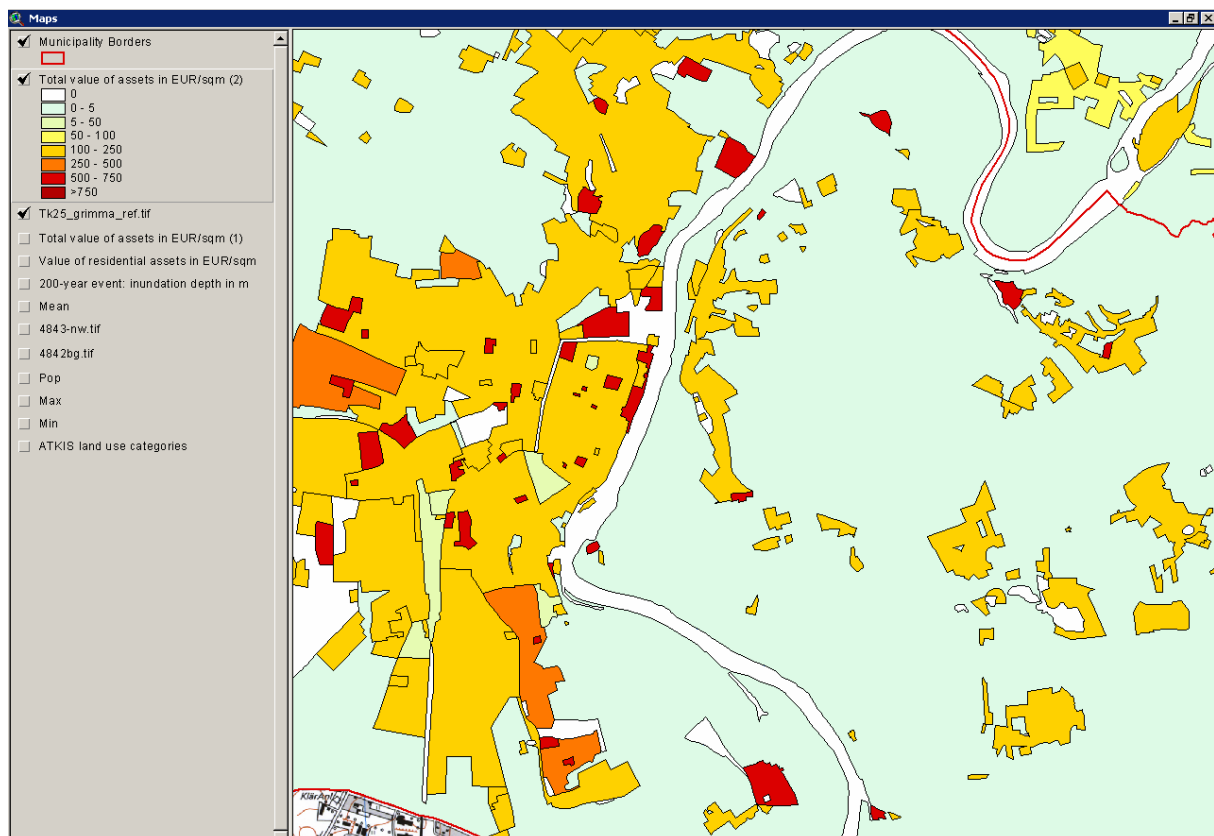 Maps
Municipality Borders
Total value of assets in EUR/sqm (2)
0
0 - 5
5 - 50
50 - 100
100 - 250
250 - 500
500 - 750
>750
Tk25_grimma_ref.tif
Total value of assets in EUR/sqm (1)
Value of residential assets in EUR/sqm
200-year event: inundation depth in m
Mean
4843-nw.tif
4842bg.tif
Pop
Max
Min
ATKIS land use categories